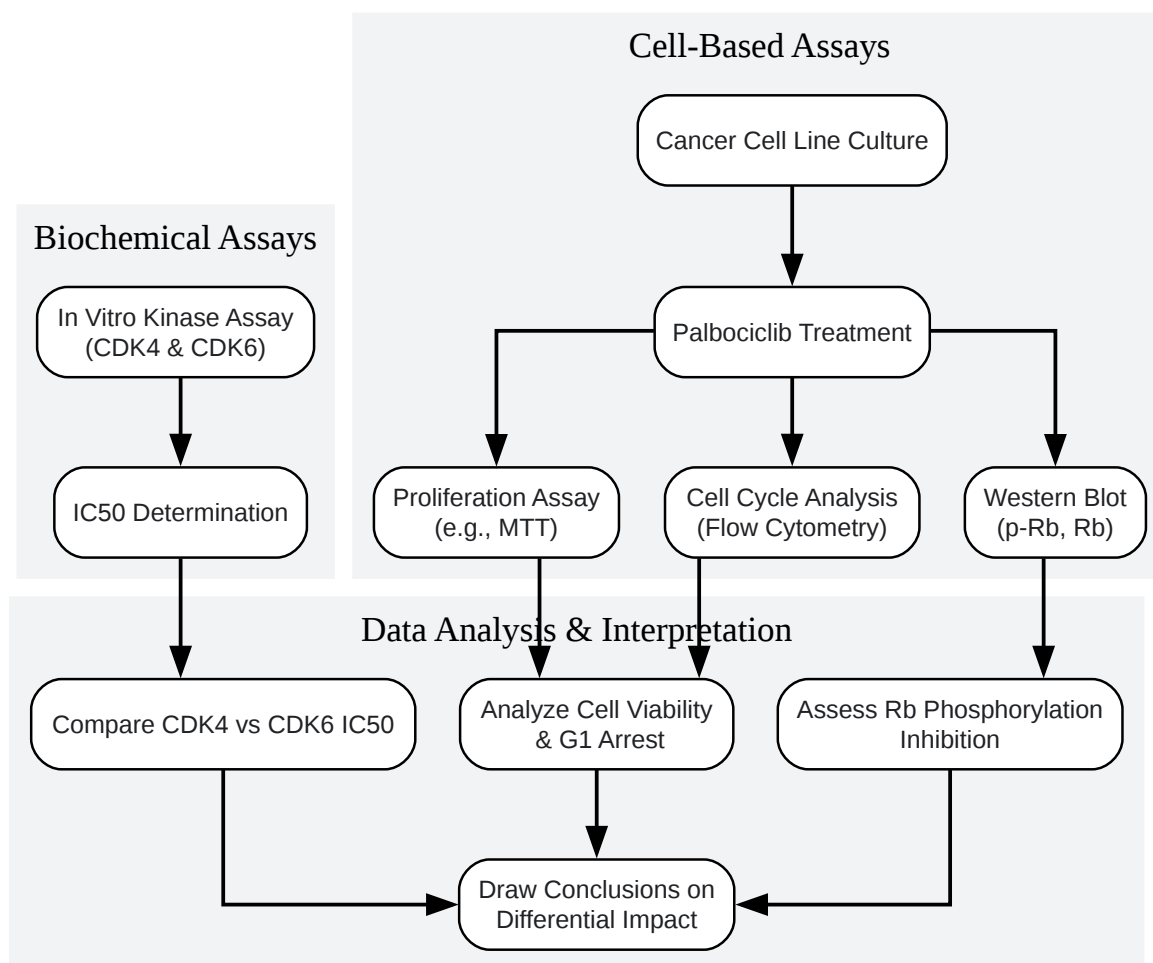 Cell-Based Assays
Cancer Cell Line Culture
Biochemical Assays
In Vitro Kinase Assay
(CDK4 & CDK6)
Palbociclib Treatment
IC50 Determination
Proliferation Assay
(e.g., MTT)
Cell Cycle Analysis
(Flow Cytometry)
Western Blot
(p-Rb, Rb)
Data Analysis & Interpretation
Compare CDK4 vs CDK6 IC50
Analyze Cell Viability
& G1 Arrest
Assess Rb Phosphorylation
Inhibition
Draw Conclusions on
Differential Impact